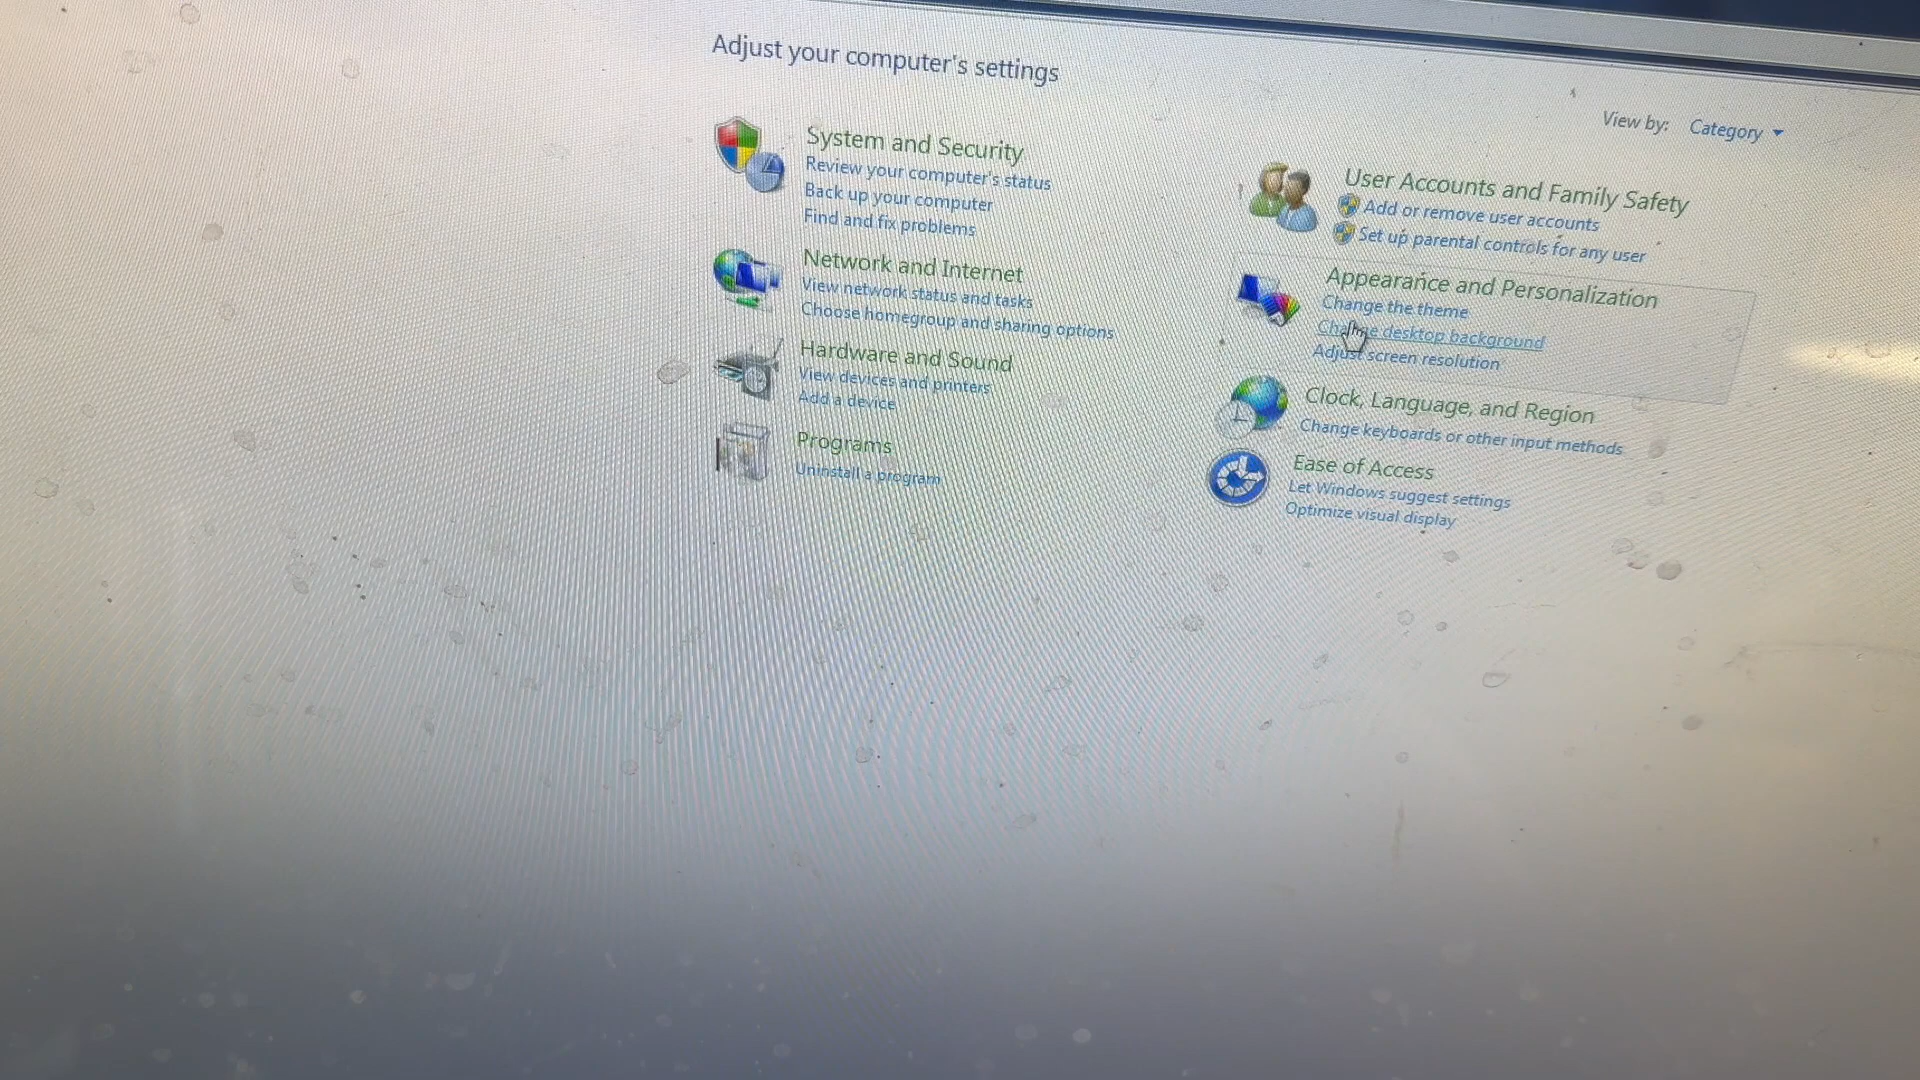 Adjust your computer's settings
View by: Category
System and Security
Review your computer's status
Back up your computer
Find and fix problems
Network and Internet
View network status and tasks
Choose homegroup and sharing options
Hardware and Sound
View devices and printers
Add a device
Programs
Uninstall a program
User Accounts and Family Safety
Add or remove user accounts
Set up parental controls for any user
Appearance and Personalization
Change the theme
Change desktop background
Adjust screen resolution
Clock, Language, and Region
Change keyboards or other input methods
Ease of Access
Let Windows suggest settings
Optimize visual display